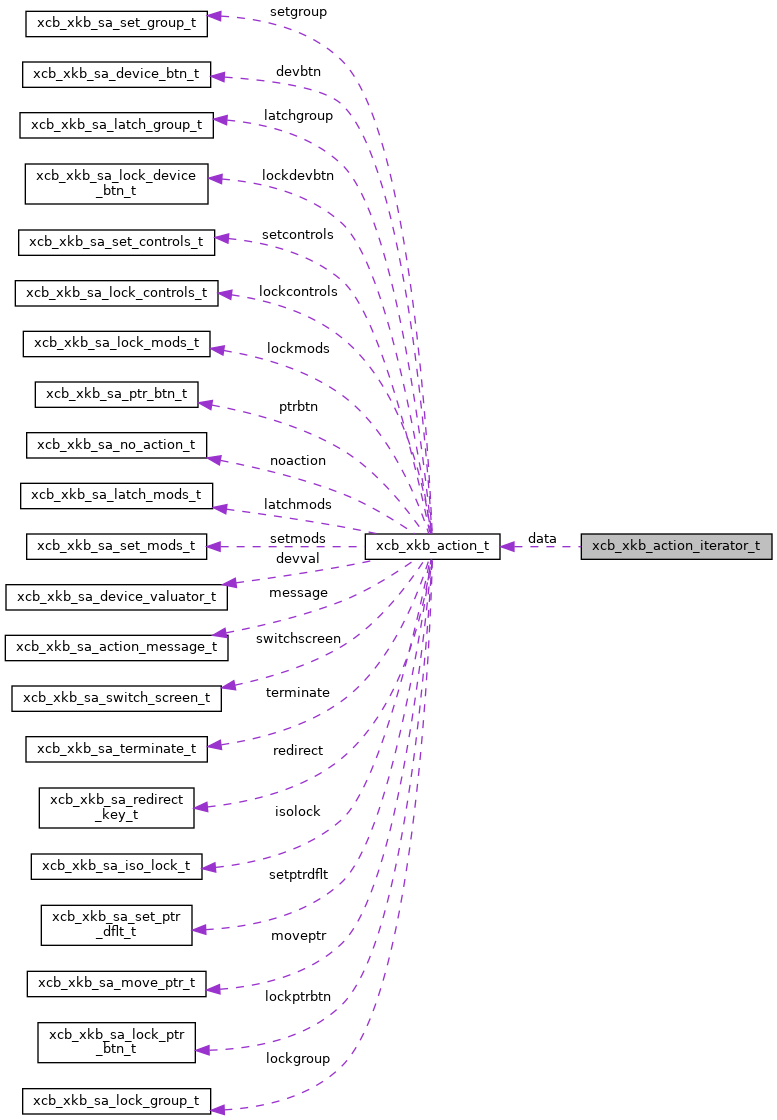 setgroup
xcb_xkb_sa_set_group_t
devbtn
xcb_xkb_sa_device_btn_t
latchgroup
xcb_xkb_sa_latch_group_t
lockdevbtn
xcb_xkb_sa_lock_device
_btn_t
setcontrols
xcb_xkb_sa_set_controls_t
lockcontrols
xcb_xkb_sa_lock_controls_t
lockmods
xcb_xkb_sa_lock_mods_t
ptrbtn
xcb_xkb_sa_ptr_btn_t
noaction
xcb_xkb_sa_no_action_t
latchmods
xcb_xkb_sa_latch_mods_t
setmods
xcb_xkb_sa_set_mods_t
xcb_xkb_action_t
data
xcb_xkb_action_iterator_t
devval
xcb_xkb_sa_device_valuator_t
message
xcb_xkb_sa_action_message_t
switchscreen
xcb_xkb_sa_switch_screen_t
terminate
xcb_xkb_sa_terminate_t
redirect
xcb_xkb_sa_redirect
_key_t
isolock
xcb_xkb_sa_iso_lock_t
setptrdflt
xcb_xkb_sa_set_ptr
_dflt_t
moveptr
xcb_xkb_sa_move_ptr_t
lockptrbtn
xcb_xkb_sa_lock_ptr
_btn_t
lockgroup
xcb_xkb_sa_lock_group_t